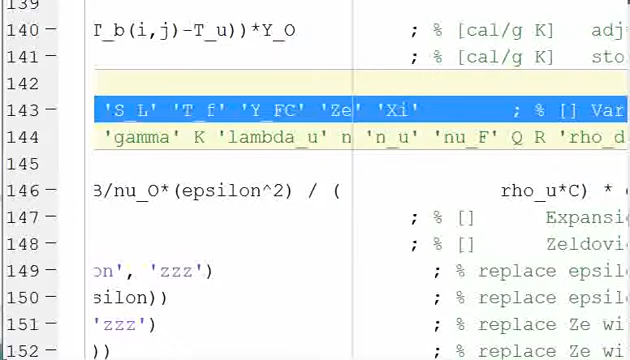 139
140 T_b(i,j)-T_u))*Y_O ; % [cal/g K] adj
141 ; % [cal/g K] sto
142
143 'S_L' 'T_f' 'Y_FC' 'Ze' 'Xi' ; % [] Var
144 'gamma' K 'lambda_u' n 'n_u' 'nu_F' Q R 'rho_d
145
146 3/nu_O*(epsilon^2) / ( rho_u*C) *
147 ; % [] Expansi
148 ; % [] Zeldovic
149 on', 'zzz') ; % replace epsil
150 silon)) ; % replace epsil
151 'zzz') ; % replace Ze wi
152 )) ; % replace Ze wi